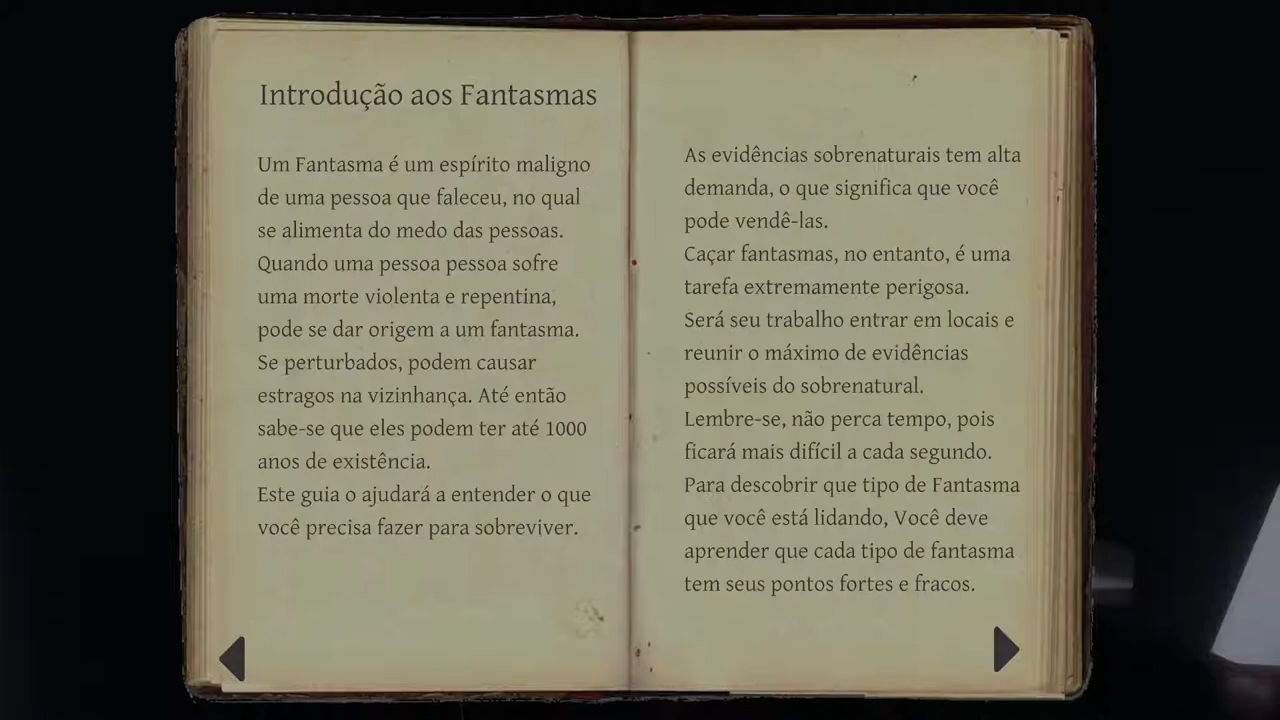 Introdução aos Fantasmas
Um Fantasma é um espírito maligno
de uma pessoa que faleceu, no qual
se alimenta do medo das pessoas.
Quando uma pessoa pessoa sofre
uma morte violenta e repentina,
pode se dar origem a um fantasma.
Se perturbados, podem causar
estragos na vizinhança. Até então
sabe-se que eles podem ter até 1000
anos de existência.
Este guia o ajudará a entender o que
você precisa fazer para sobreviver.
As evidências sobrenaturais tem alta
demanda, o que significa que você
pode vendê-las.
Caçar fantasmas, no entanto, é uma
tarefa extremamente perigosa.
Será seu trabalho entrar em locais e
reunir o máximo de evidências
possíveis do sobrenatural.
Lembre-se, não perca tempo, pois
ficará mais difícil a cada segundo.
Para descobrir que tipo de Fantasma
que você está lidando, Você deve
aprender que cada tipo de fantasma
tem seus pontos fortes e fracos.